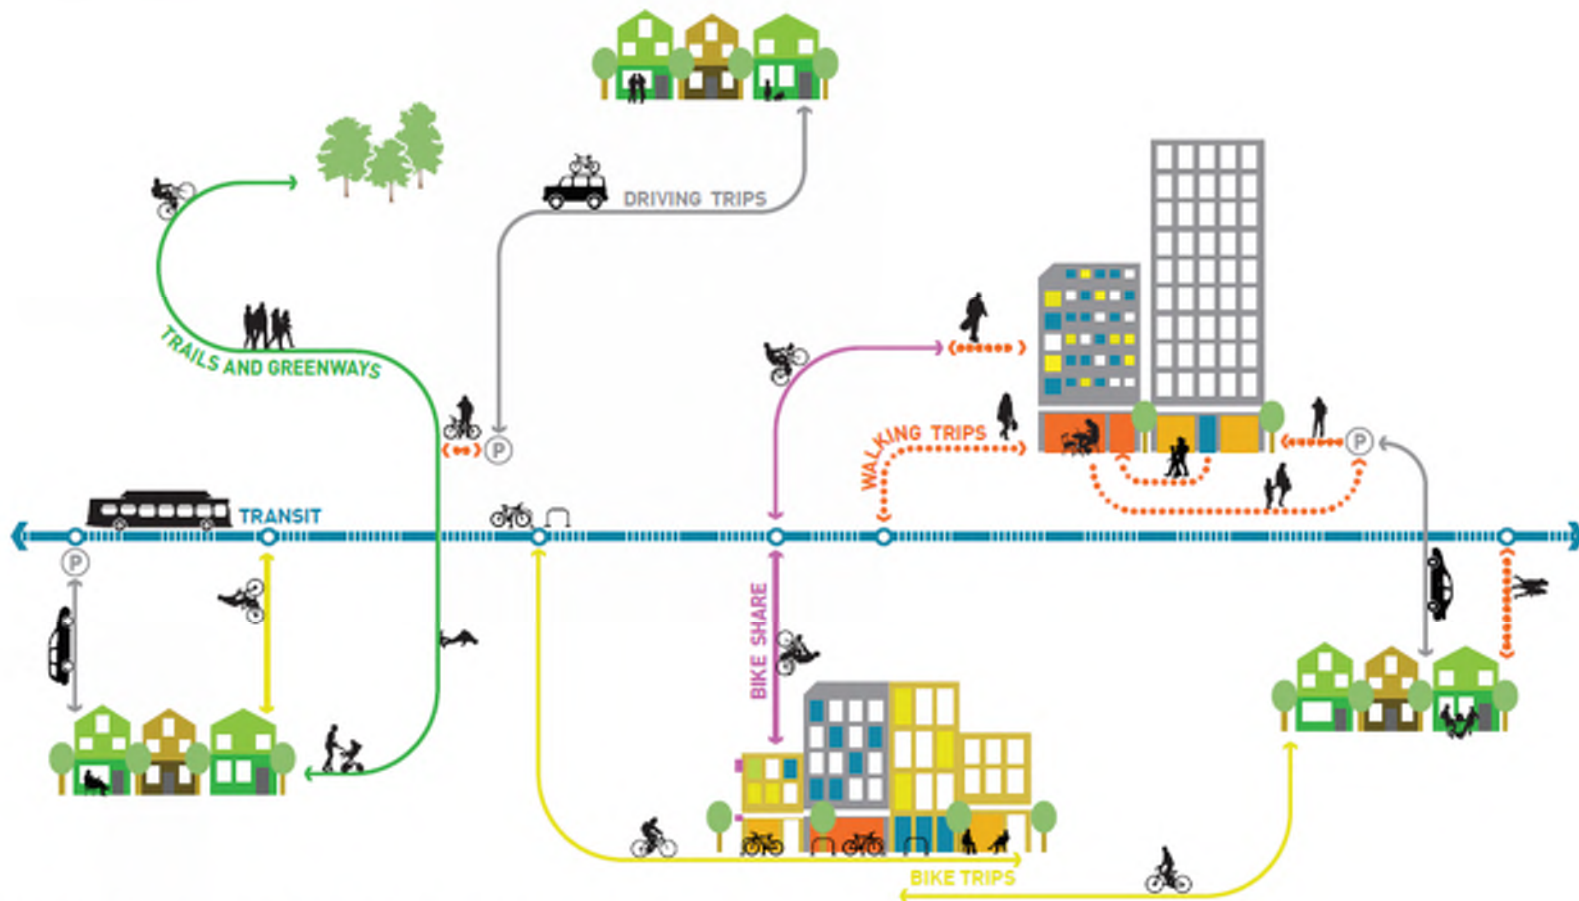 DRIVING TRIPS
TRAILS AND GREENWAYS
WALKING TRIPS
P
P
TRANSIT
P
BIKE SHARE
BIKE TRIPS